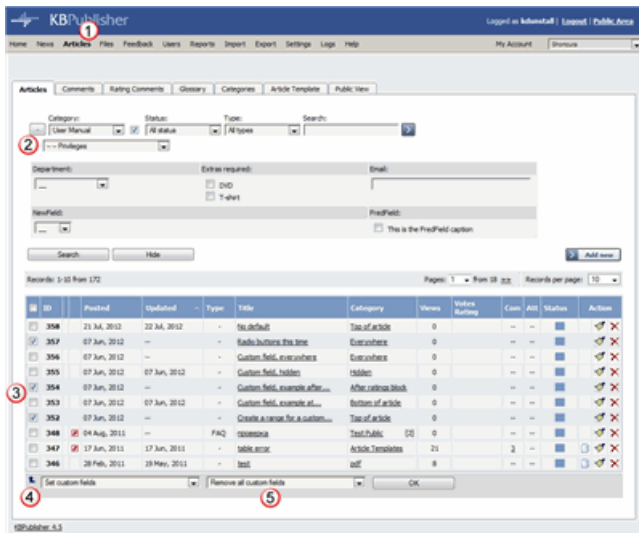 KBPublisher
Logged as kdunstall | Logout | Public Area
1
Home News Articles Files Feedback Users Reports Import Export Settings Logs Help My Account Shortcuts
Articles Comments Rating Comments Glossary Categories Article Template Public View
Category: Status: Type: Search:
... User Manual All status All types
2 -- Privileges
Department: Extras required: Email:
__ DVD
T-shirt
NewField: FredField:
__ This is the FredField caption
Search Hide Add new
Records: 1-10 from 172 Pages: 1 from 18 >> Records per page: 10
ID Posted Updated Type Title Category Views Votes Rating Com Att Status Action
358 21 Jul, 2012 22 Jul, 2012 - No default Top of article 0 -- --
357 07 Jun, 2012 -- - Radio buttons this time Everywhere 0 -- --
356 07 Jun, 2012 -- - Custom field, everywhere Everywhere 0 -- --
355 07 Jun, 2012 07 Jun, 2012 - Custom field, hidden Hidden 0 -- --
3 354 07 Jun, 2012 -- - Custom field, example after... After ratings block 0 -- --
353 07 Jun, 2012 07 Jun, 2012 - Custom field, example at... Bottom of article 0 -- --
352 07 Jun, 2012 -- - Create a range for a custom... Top of article 0 -- --
348 04 Aug, 2011 -- FAQ проверка Test Public [2] 0 -- --
347 17 Jun, 2011 17 Jun, 2011 - table error Article Templates 21 3 --
346 28 Feb, 2011 19 May, 2011 - test pdf 8 -- --
Set custom fields Remove all custom fields OK
4 5
KBPublisher 4.5